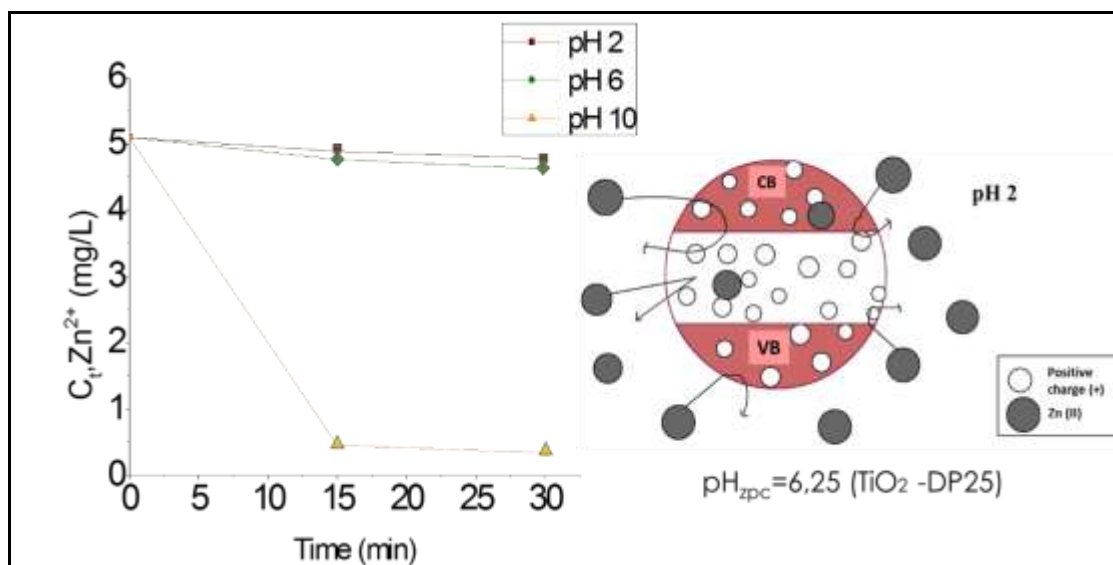 pH 2
pH 6
pH 10
6
5
4
3
2
1
0
0 5 10 15 20 25 30
Time (min)
Cₜ,Zn²⁺ (mg/L)
CB
VB
pH 2
Positive
charge (+)
Zn (II)
pHzpc=6,25 (TiO₂ -DP25)